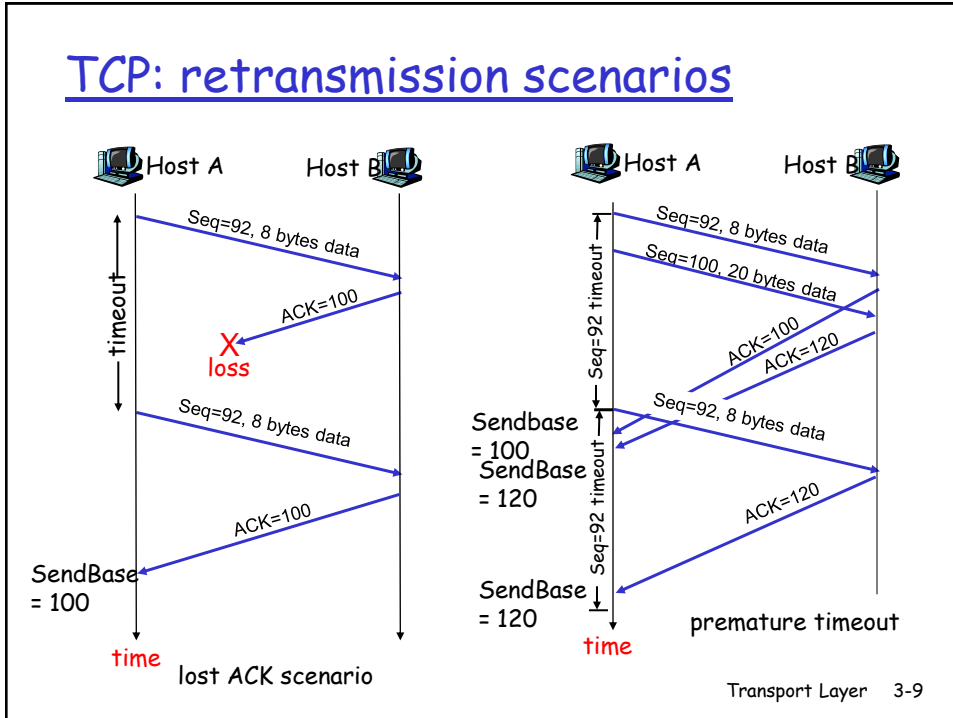 TCP: retransmission scenarios
Host A
Host B
Seq=92, 8 bytes data
timeout
ACK=100
X
loss
Seq=92, 8 bytes data
ACK=100
SendBase
= 100
time
lost ACK scenario
Host A
Host B
Seq=92, 8 bytes data
Seq=100, 20 bytes data
Seq=92 timeout
ACK=100
ACK=120
Seq=92, 8 bytes data
Sendbase
= 100
SendBase
= 120
Seq=92 timeout
ACK=120
SendBase
= 120
time
premature timeout
Transport Layer 3-9